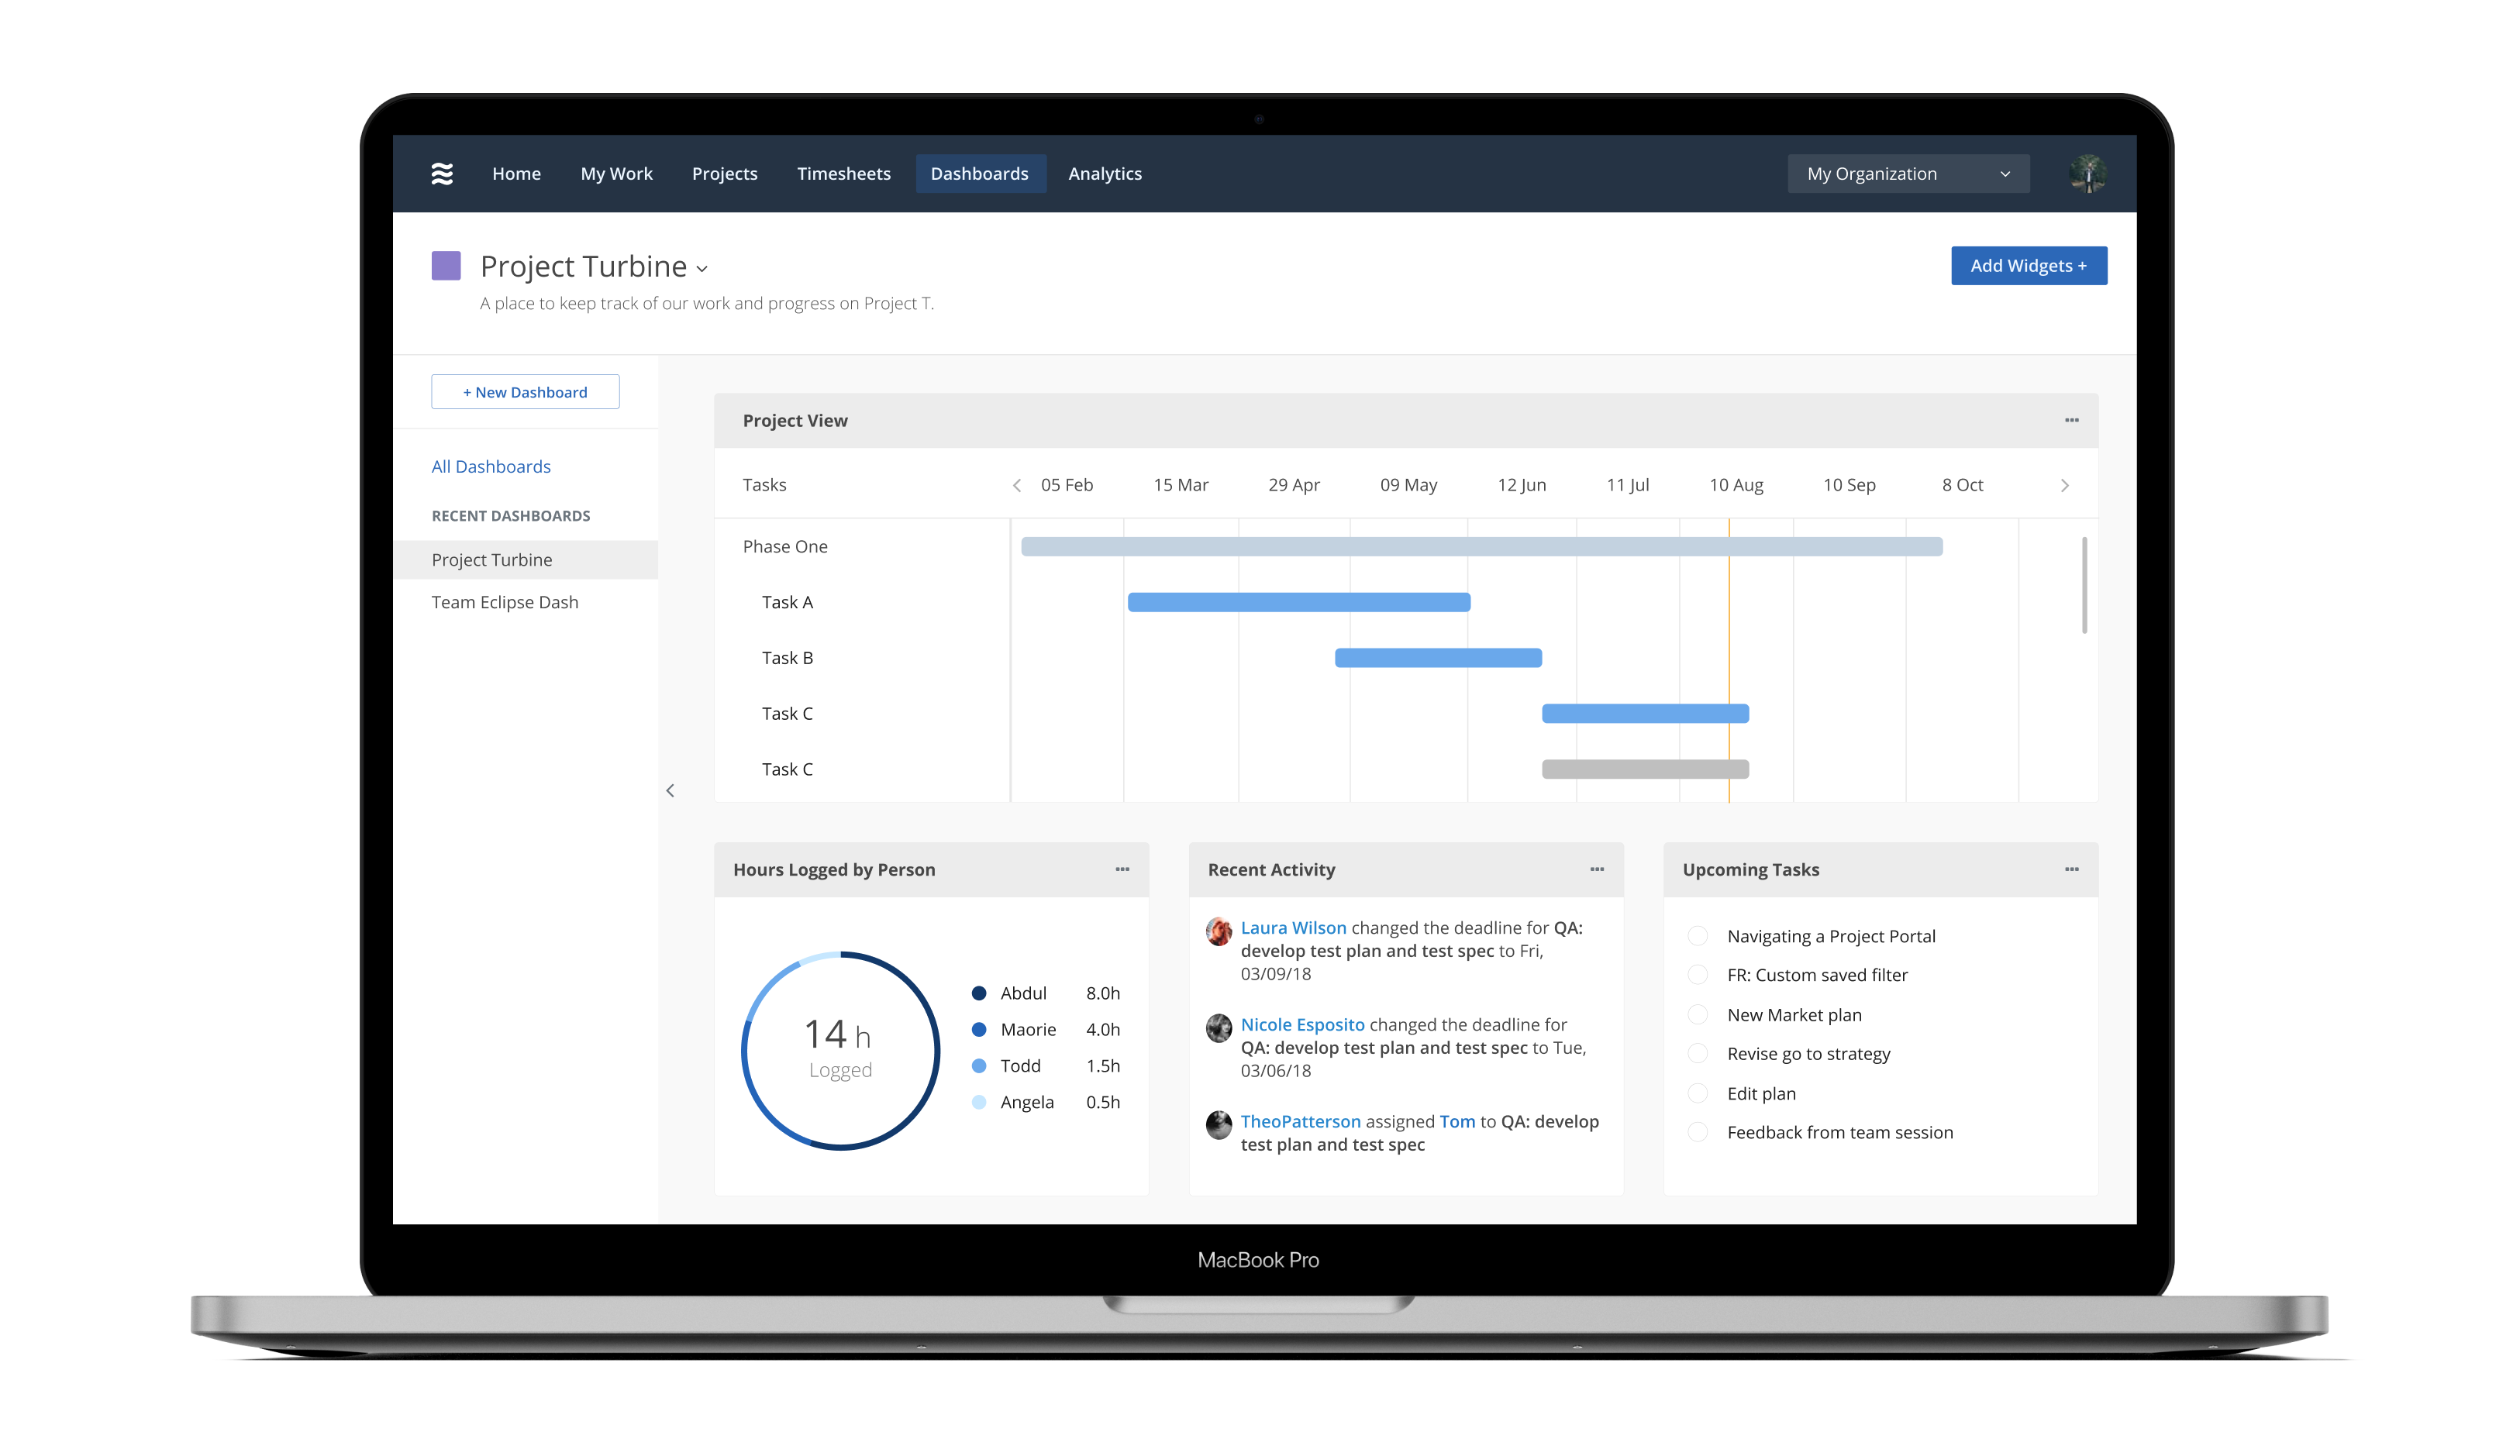 Home My Work Projects Timesheets Dashboards Analytics My Organization
Project Turbine
Add Widgets +
A place to keep track of our work and progress on Project T.
+ New Dashboard
All Dashboards
RECENT DASHBOARDS
Project Turbine
Team Eclipse Dash
Project View
Tasks 05 Feb 15 Mar 29 Apr 09 May 12 Jun 11 Jul 10 Aug 10 Sep 8 Oct
Phase One
Task A
Task B
Task C
Task C
Hours Logged by Person
14 h
Logged
Abdul 8.0h
Maorie 4.0h
Todd 1.5h
Angela 0.5h
Recent Activity
Laura Wilson changed the deadline for QA:
develop test plan and test spec to Fri,
03/09/18
Nicole Esposito changed the deadline for
QA: develop test plan and test spec to Tue,
03/06/18
TheoPatterson assigned Tom to QA: develop
test plan and test spec
Upcoming Tasks
Navigating a Project Portal
FR: Custom saved filter
New Market plan
Revise go to strategy
Edit plan
Feedback from team session
MacBook Pro